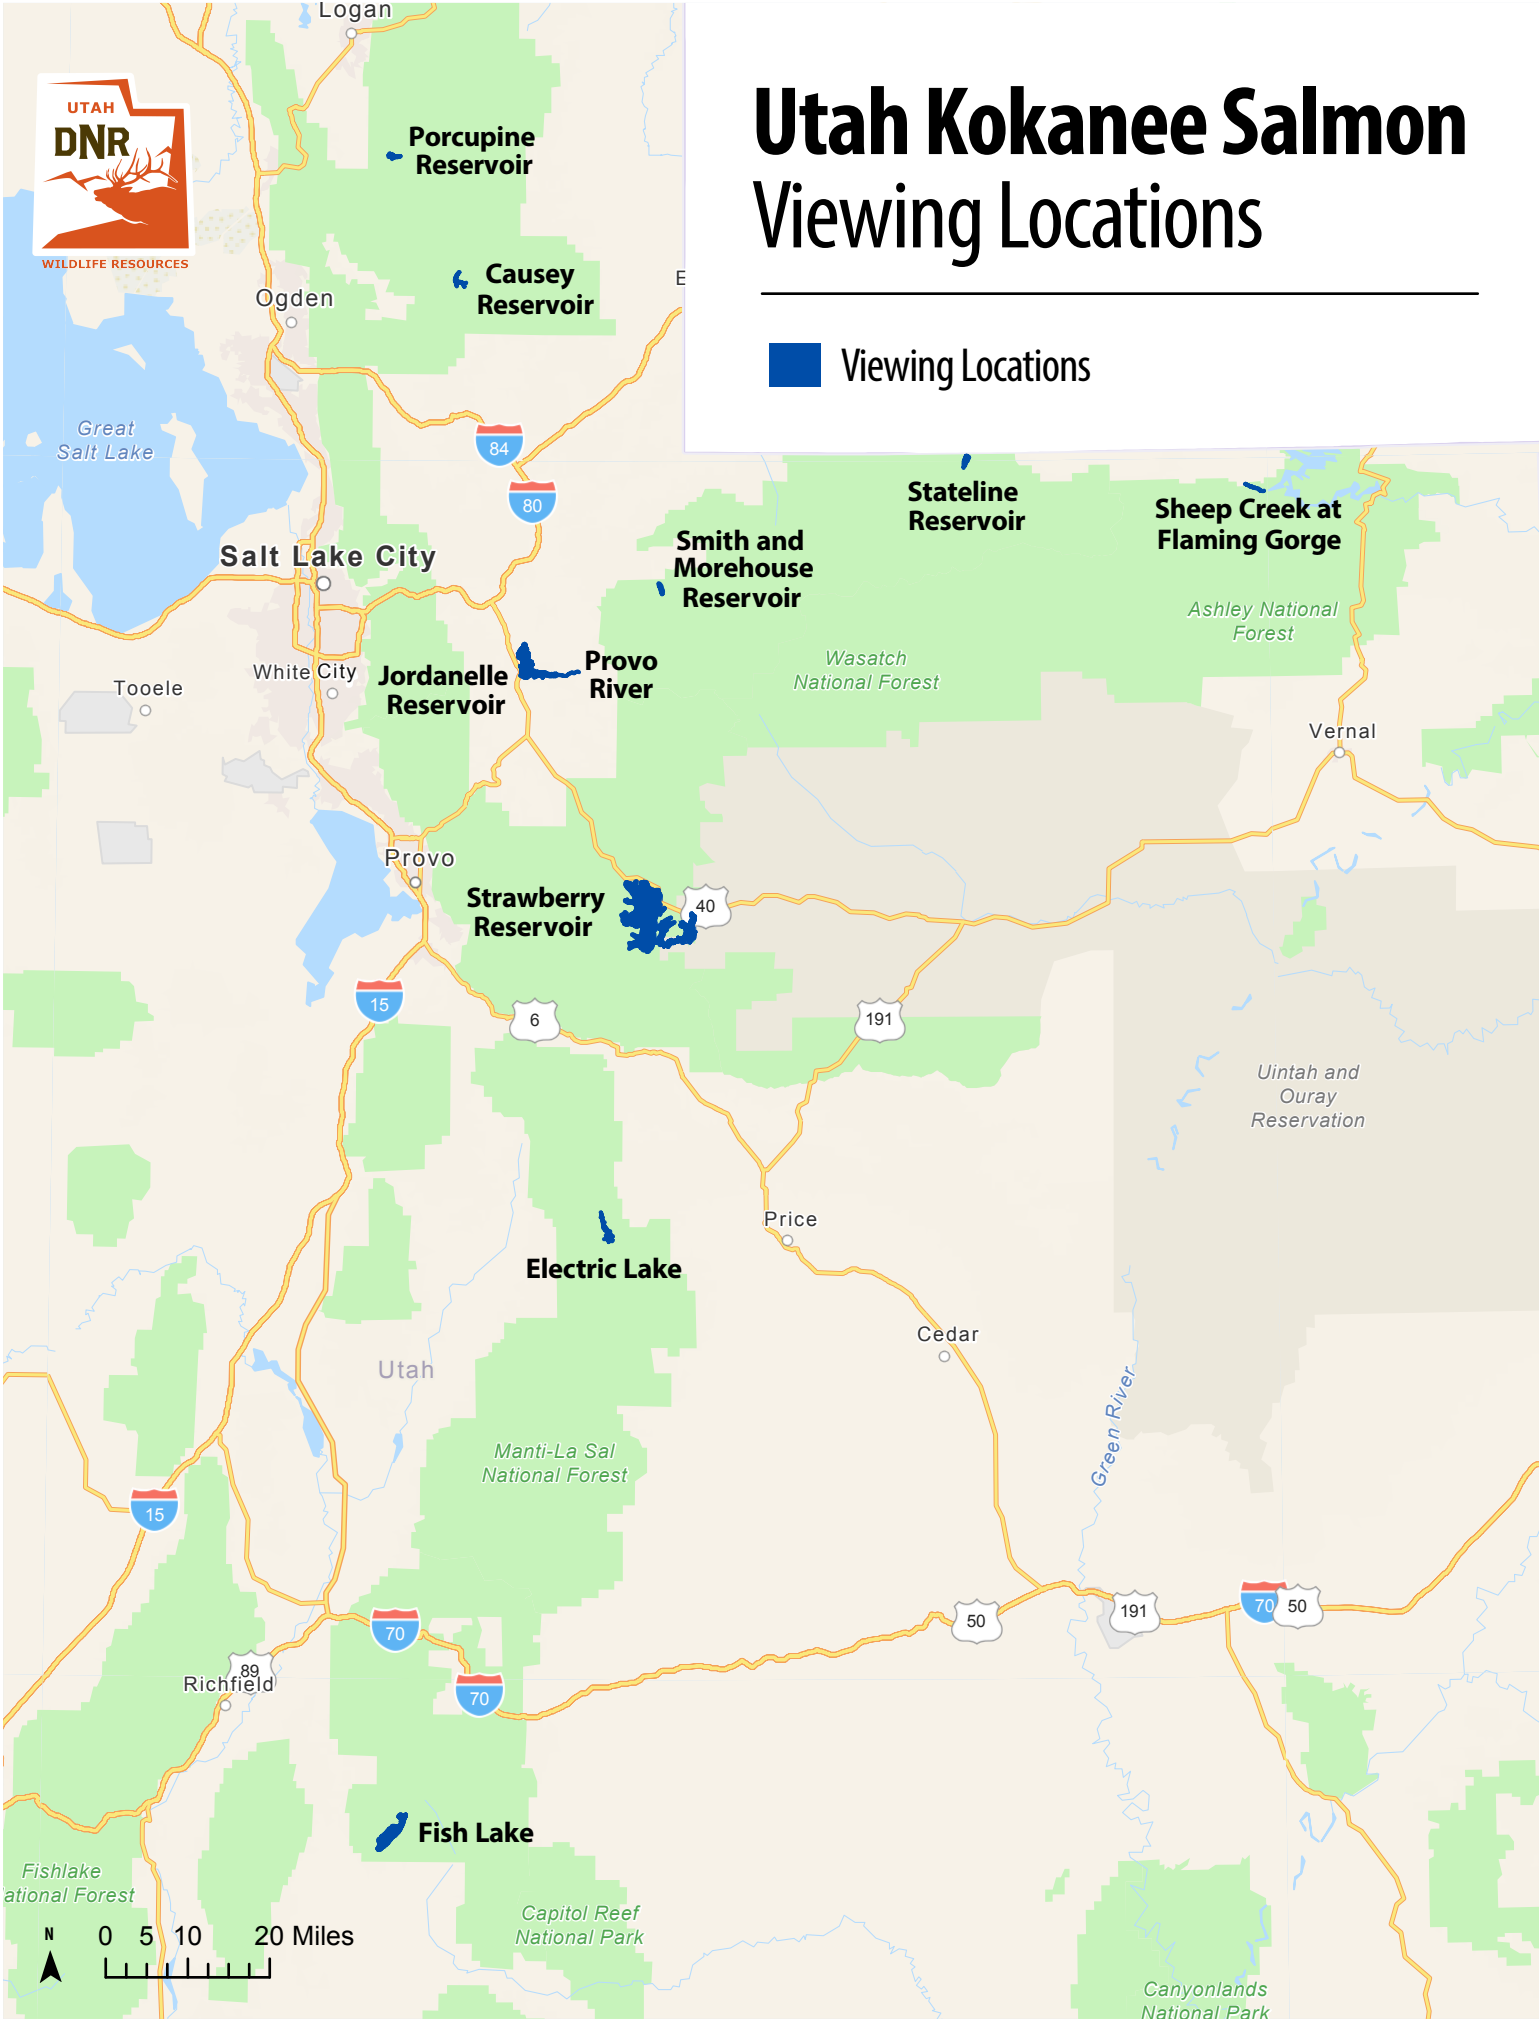 Logan
UTAH
DNR
WILDLIFE RESOURCES
Utah Kokanee Salmon
Viewing Locations
Viewing Locations
Porcupine
Reservoir
Causey
Reservoir
E
Ogden
Great
Salt Lake
84
80
Stateline
Reservoir
Sheep Creek at
Flaming Gorge
Smith and
Morehouse
Reservoir
Salt Lake City
Ashley National
Forest
Wasatch
National Forest
White City
Jordanelle
Reservoir
Provo
River
Tooele
Vernal
Provo
Strawberry
Reservoir
40
15
6
191
Uintah and
Ouray
Reservation
Price
Electric Lake
Cedar
Utah
Green River
Manti-La Sal
National Forest
15
70
50
191
70
50
89
Richfield
70
Fish Lake
Fishlake
ational Forest
Capitol Reef
National Park
N
0 5 10 20 Miles
Canyonlands
National Park